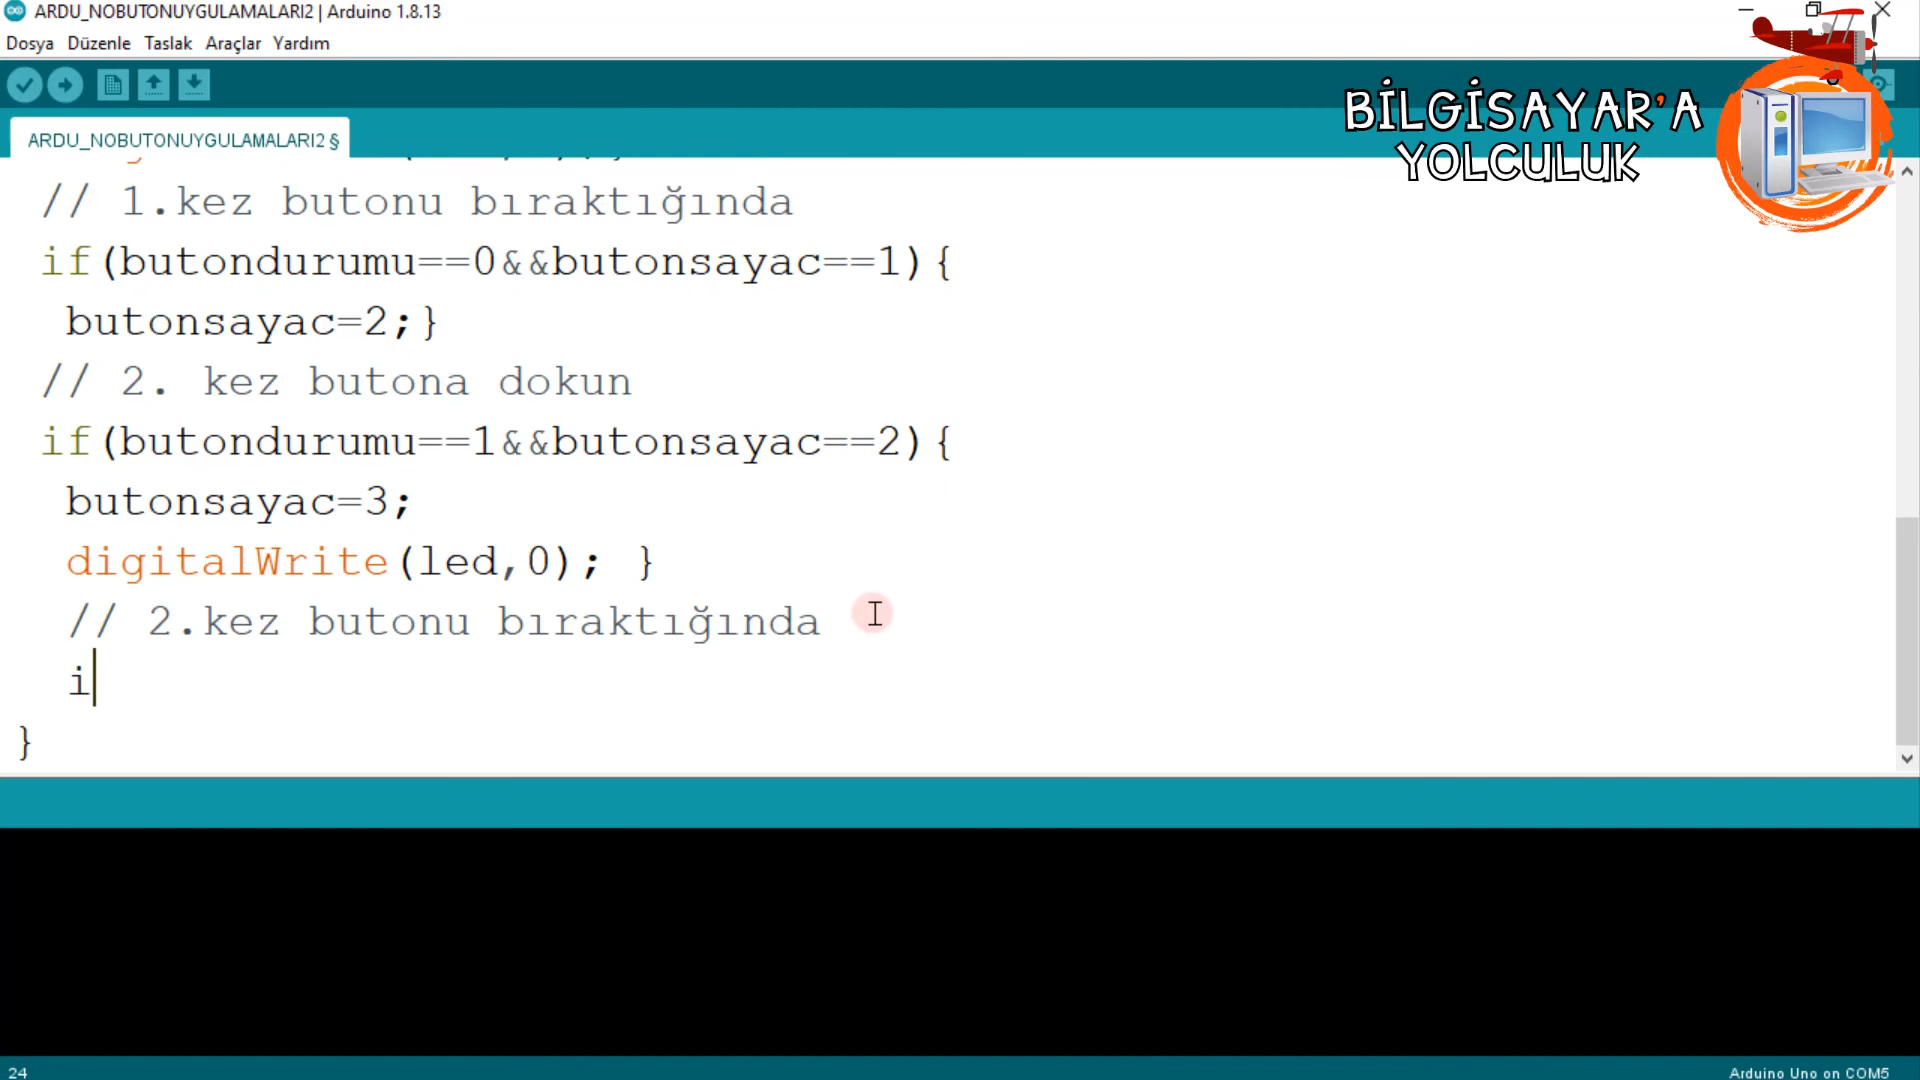 ARDU_NOBUTONUYGULAMALARI2 | Arduino 1.8.13
Dosya Düzenle Taslak Araçlar Yardım
BİLGİSAYAR'A
YOLCULUK
ARDU_NOBUTONUYGULAMALARI2 §
// 1.kez butonu bıraktığında
if(butondurumu==0&&butonsayac==1){
butonsayac=2;}
// 2. kez butona dokun
if(butondurumu==1&&butonsayac==2){
butonsayac=3;
digitalWrite(led,0); }
// 2.kez butonu bıraktığında
i
}
24
Arduino Uno on COM5